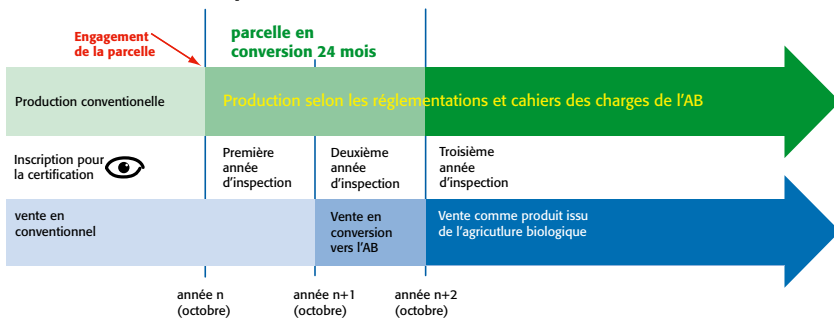 Engagement
de la parcelle
parcelle en
conversion 24 mois
Production conventionelle
Production selon les réglementations et cahiers des charges de l'AB
Inscription pour
la certification
Première
année
d'inspection
Deuxième
année
d'inspection
Troisième
année
d'inspection
vente en
conventionnel
Vente en
conversion
vers l'AB
Vente comme produit issu
de l'agricutlure biologique
année n
(octobre)
année n+1
(octobre)
année n+2
(octobre)